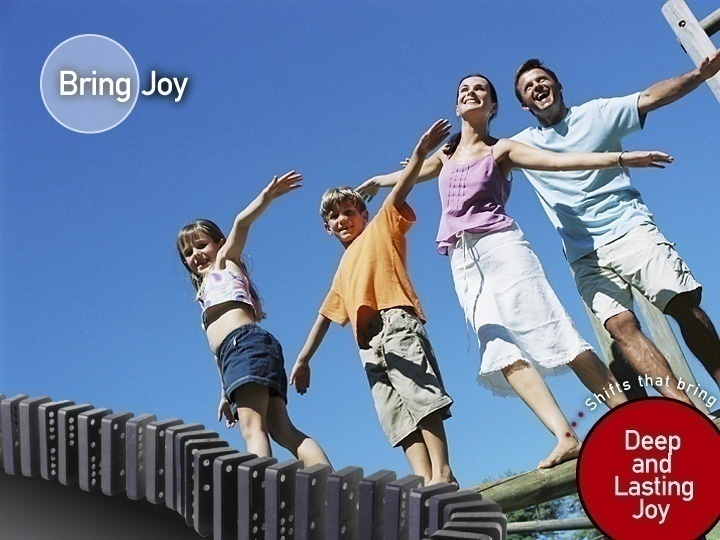 Bring Joy
Shifts that bring
Deep
and
Lasting
Joy